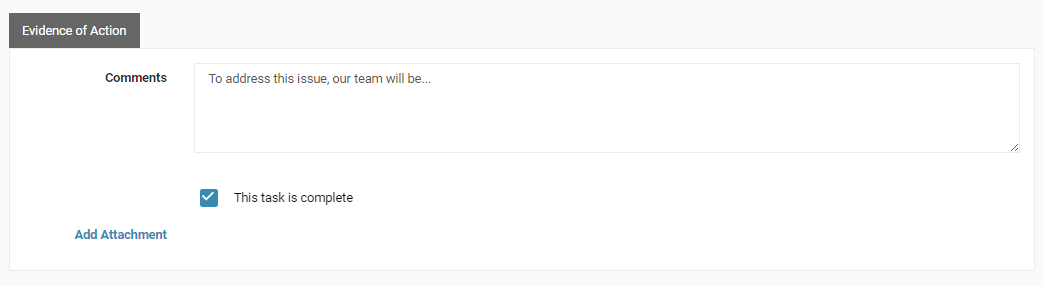 Evidence of Action
Comments
To address this issue, our team will be...
This task is complete
Add Attachment